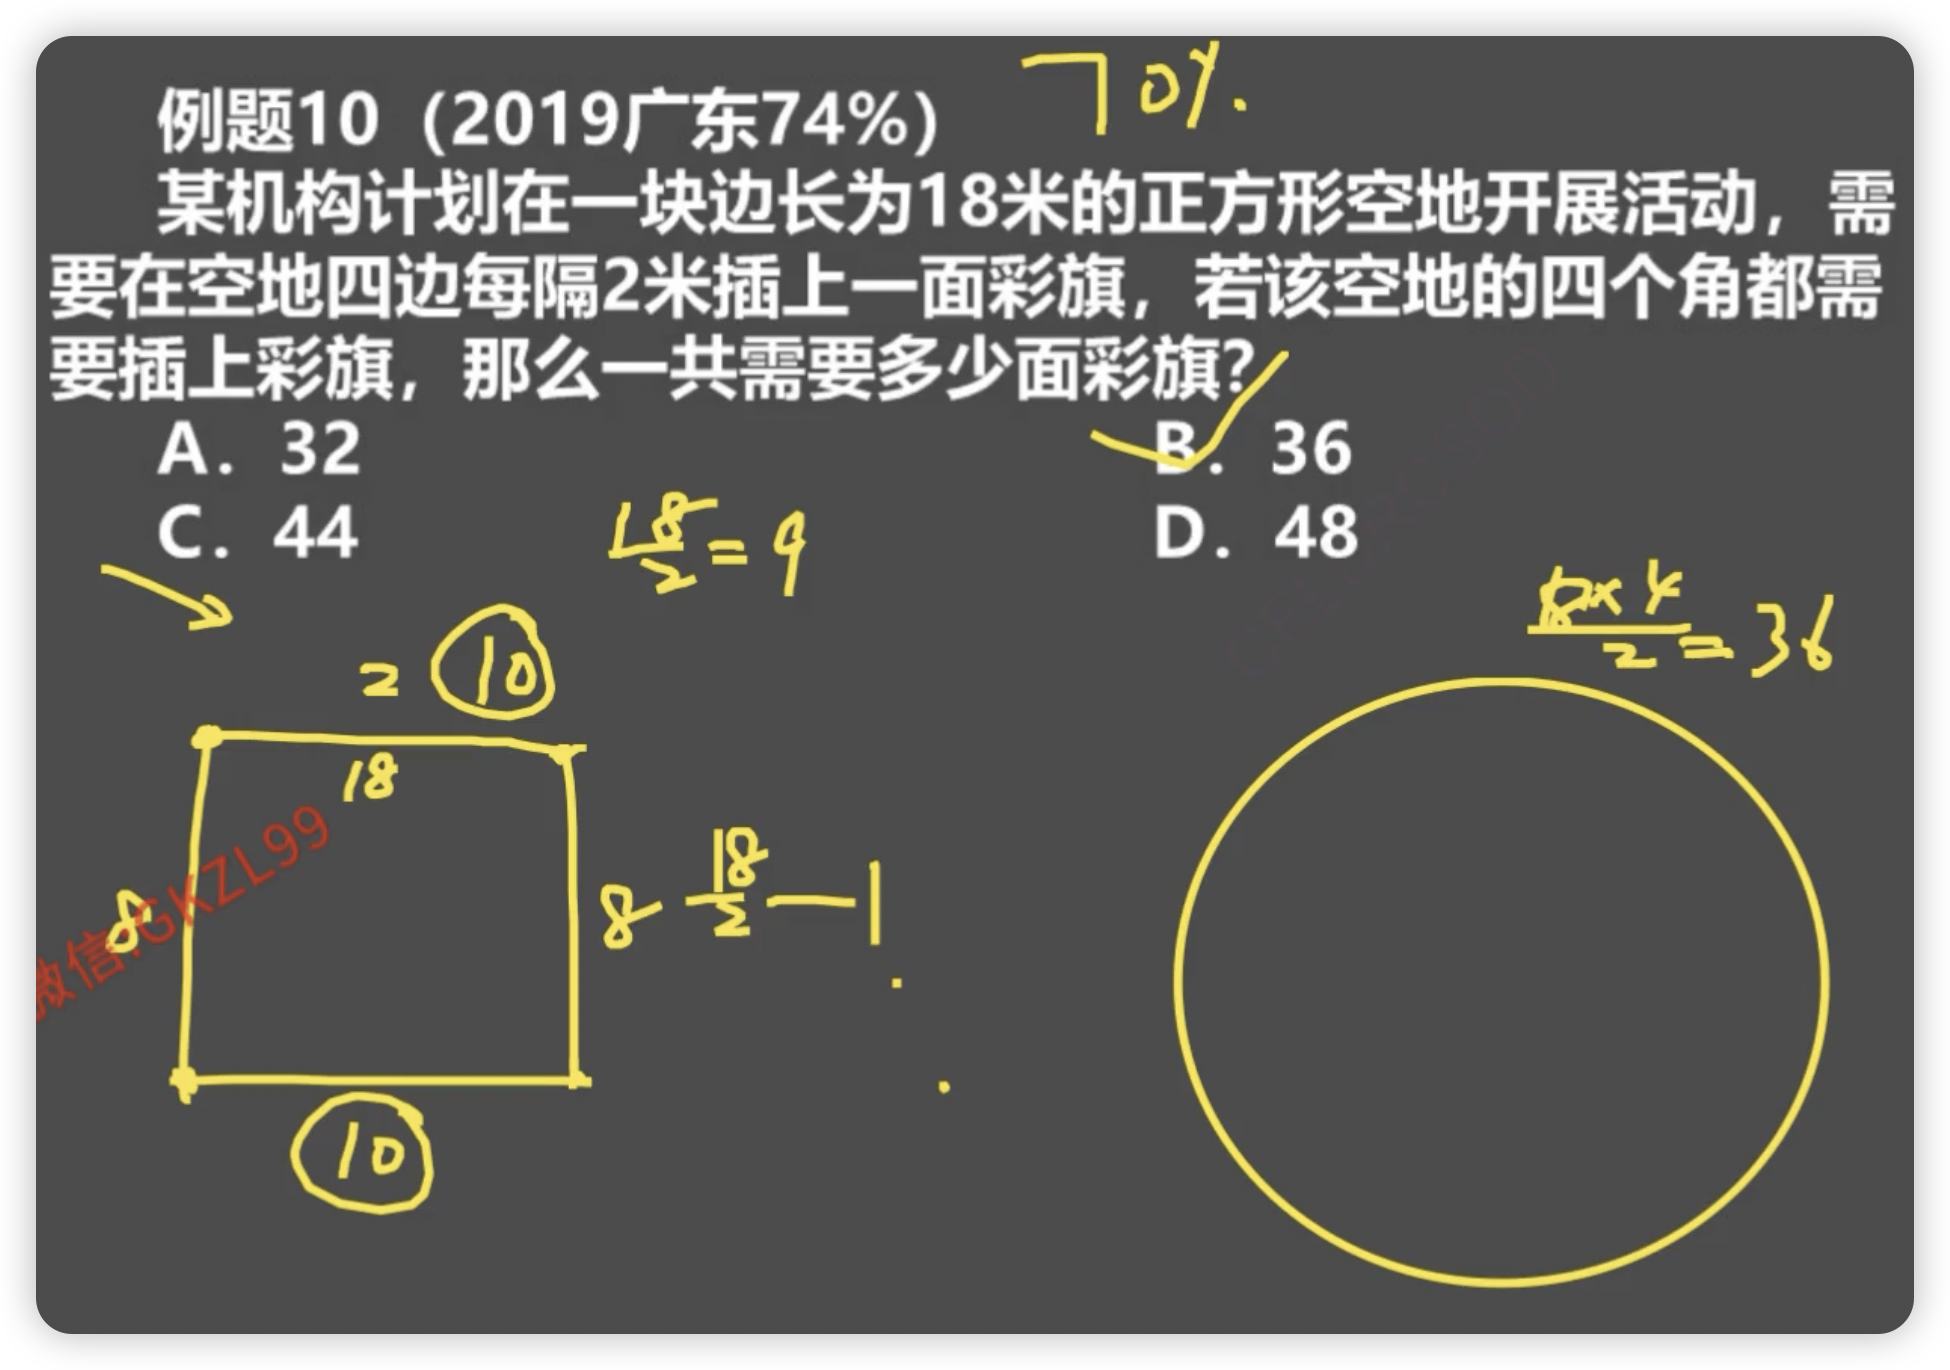 70%.
例题10（2019广东74%）
某机构计划在一块边长为18米的正方形空地开展活动，需
要在空地四边每隔2米插上一面彩旗，若该空地的四个角都需
要插上彩旗，那么一共需要多少面彩旗？
A．32
B．36
C．44
D．48
18/2=9
×4/2=36
2
10
18
8
8
18/2-1
10
微信:GKZL99